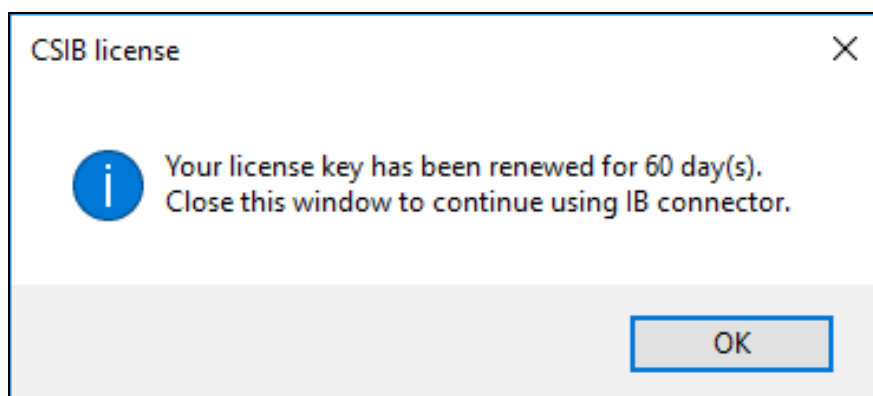 CSIB license
Your license key has been renewed for 60 day(s).
Close this window to continue using IB connector.
OK